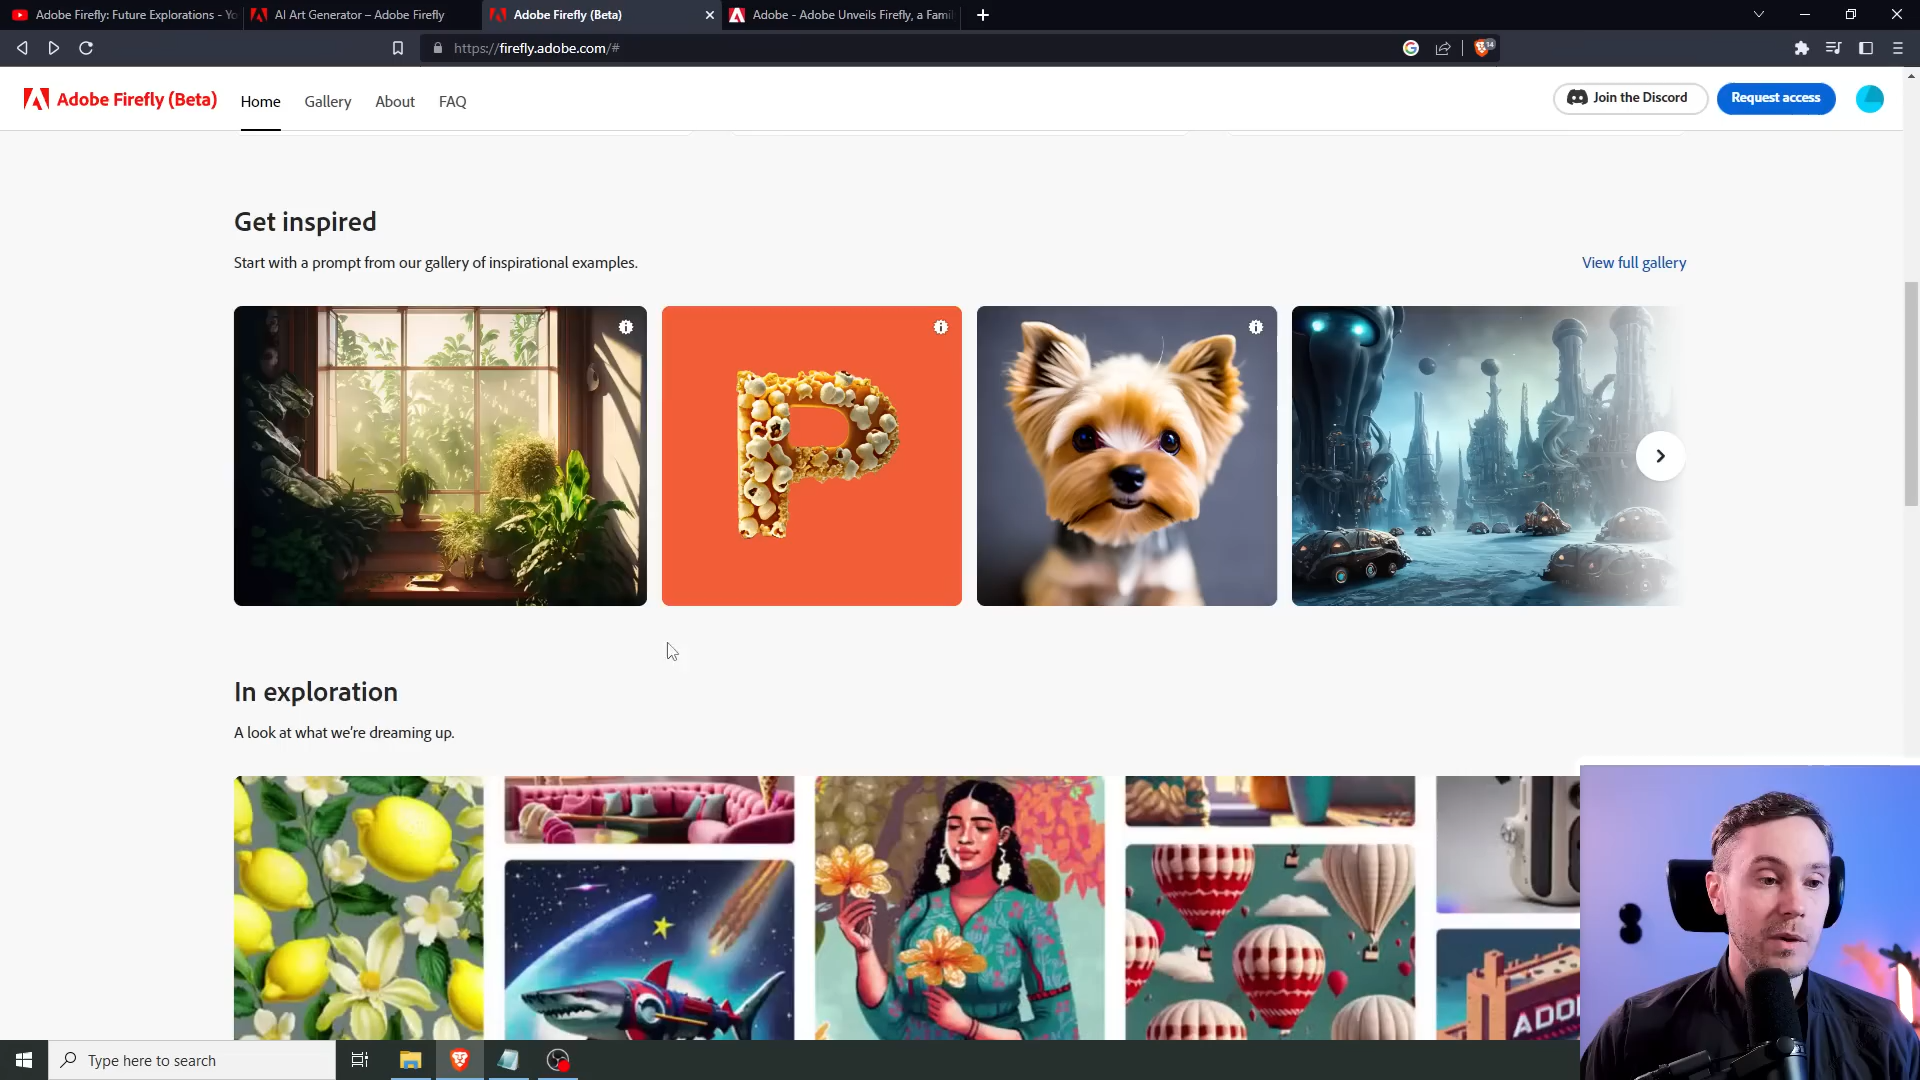 Adobe Firefly: Future Explorations - Yo
AI Art Generator – Adobe Firefly
Adobe Firefly (Beta)
Adobe - Adobe Unveils Firefly, a Fami
https://firefly.adobe.com/#
14
Adobe Firefly (Beta)
Home
Gallery
About
FAQ
Join the Discord
Request access
Get inspired
Start with a prompt from our gallery of inspirational examples.
View full gallery
P
In exploration
A look at what we're dreaming up.
ADO
Type here to search